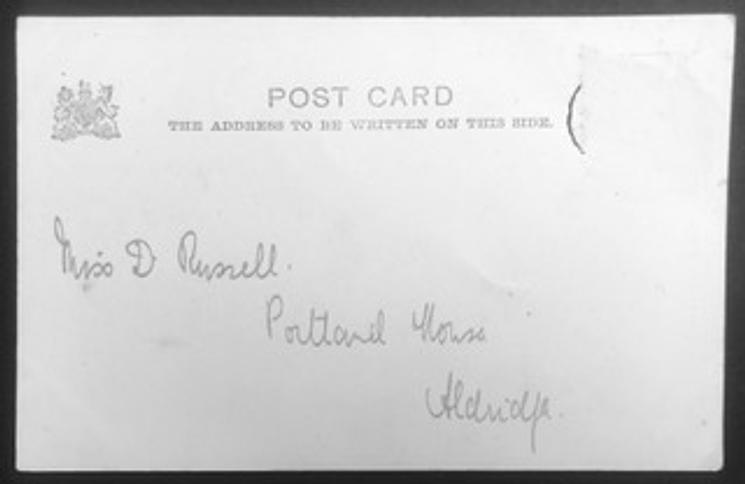 POST CARD
THE ADDRESS TO BE WRITTEN ON THIS SIDE.
Miss D Russell.
Portland House
Aldridge.